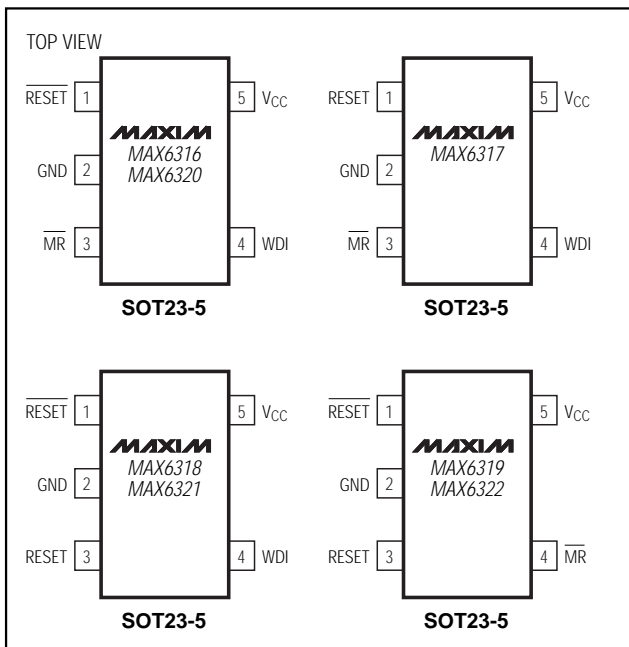 TOP VIEW
RESET 1 5 VCC
MAXIM
MAX6316
MAX6320
GND 2
MR 3 4 WDI
SOT23-5
RESET 1 5 VCC
MAXIM
MAX6317
GND 2
MR 3 4 WDI
SOT23-5
RESET 1 5 VCC
MAXIM
MAX6318
MAX6321
GND 2
RESET 3 4 WDI
SOT23-5
RESET 1 5 VCC
MAXIM
MAX6319
MAX6322
GND 2
RESET 3 4 MR
SOT23-5